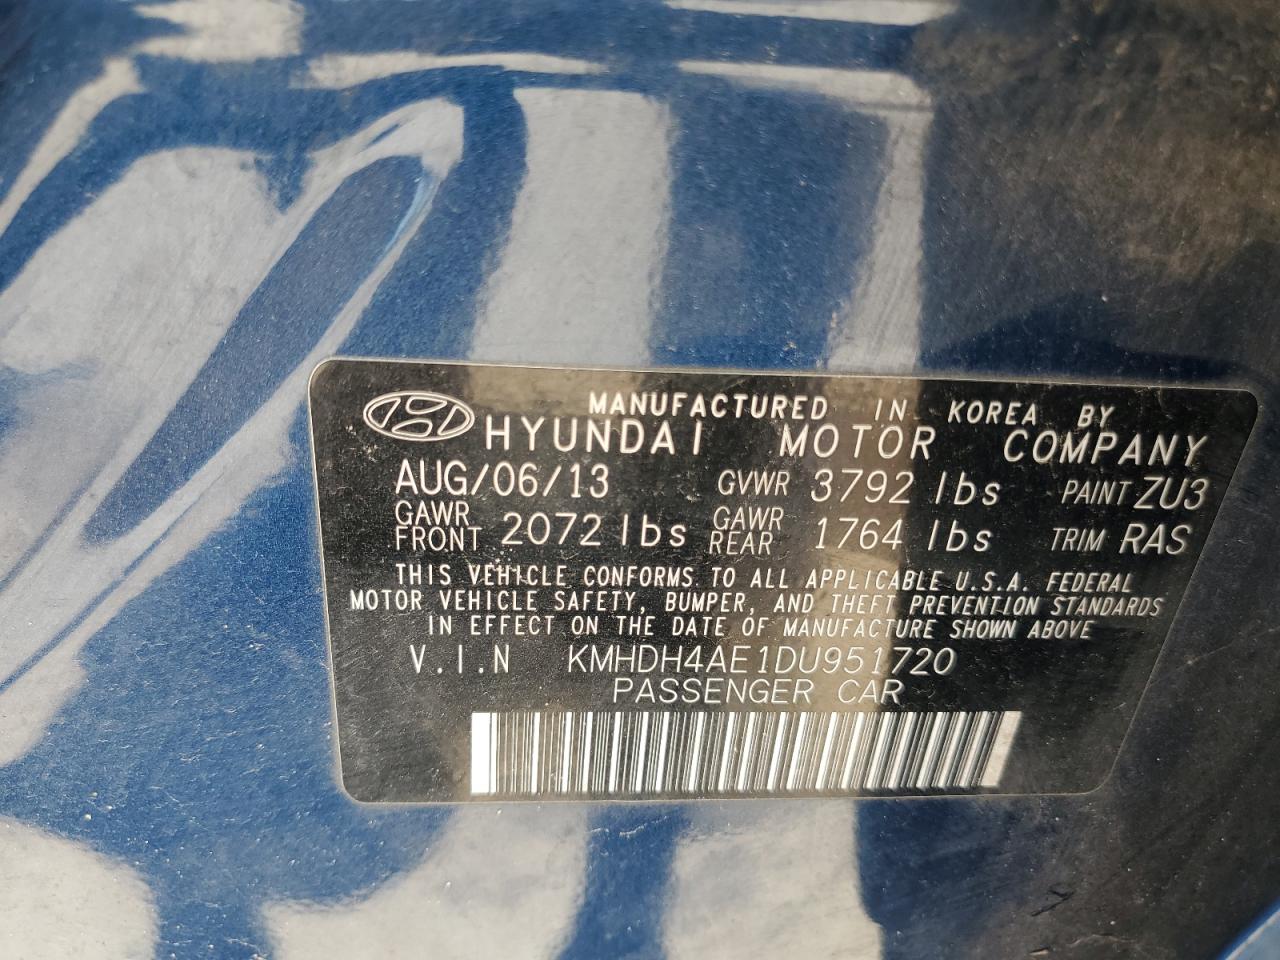 MANUFACTURED IN KOREA BY
HYUNDAI MOTOR COMPANY
AUG/06/13 GVWR 3792 lbs PAINT ZU3
GAWR FRONT 2072 lbs GAWR REAR 1764 lbs TRIM RAS
THIS VEHICLE CONFORMS TO ALL APPLICABLE U.S.A. FEDERAL
MOTOR VEHICLE SAFETY, BUMPER, AND THEFT PREVENTION STANDARDS
IN EFFECT ON THE DATE OF MANUFACTURE SHOWN ABOVE
V.I.N KMHDH4AE1DU951720
PASSENGER CAR